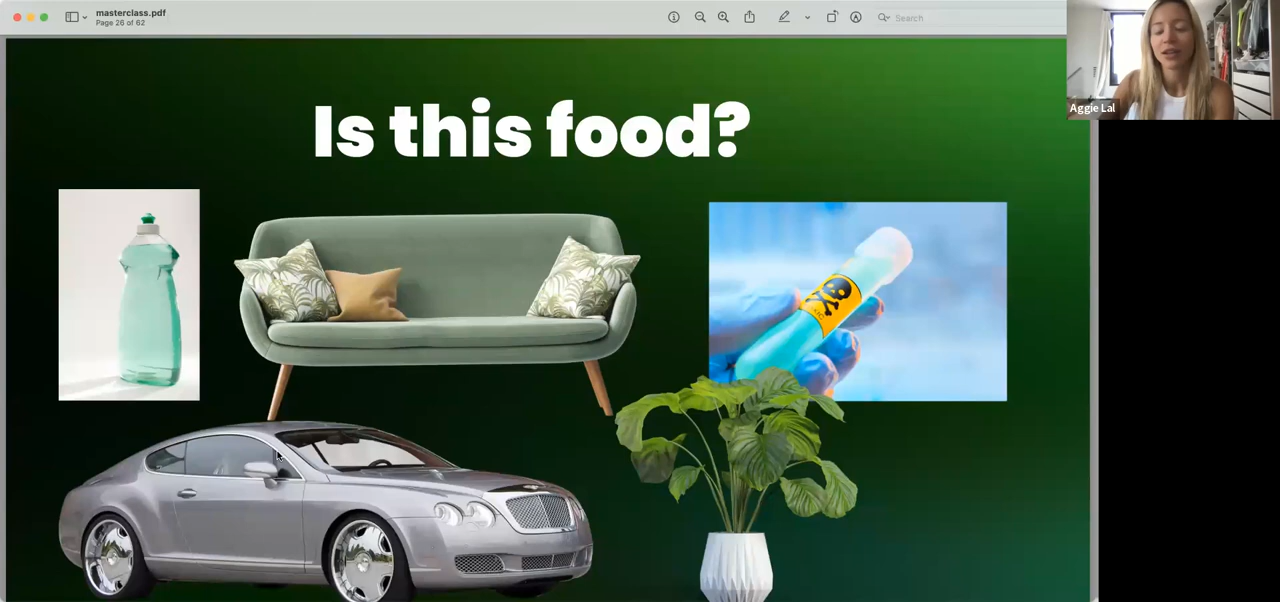 masterclass.pdf
Page 26 of 62
Search
Aggie Lal
Is this food?